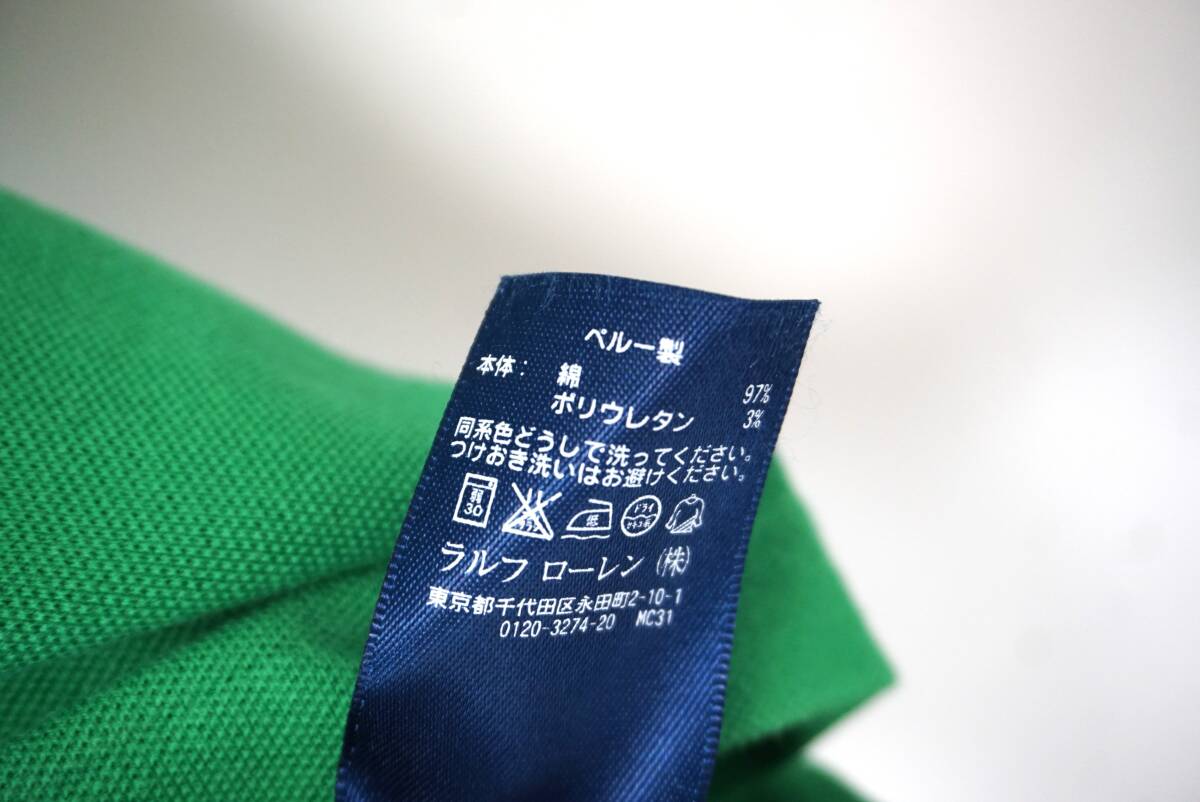 ペルー製
本体: 綿 97%
ポリウレタン 3%
同系色どうしで洗ってください。
つけおき洗いはお避けください。
弱 30 低 ドライ
ラルフ ローレン (株)
東京都千代田区永田町2-10-1
0120-3274-20 MC31